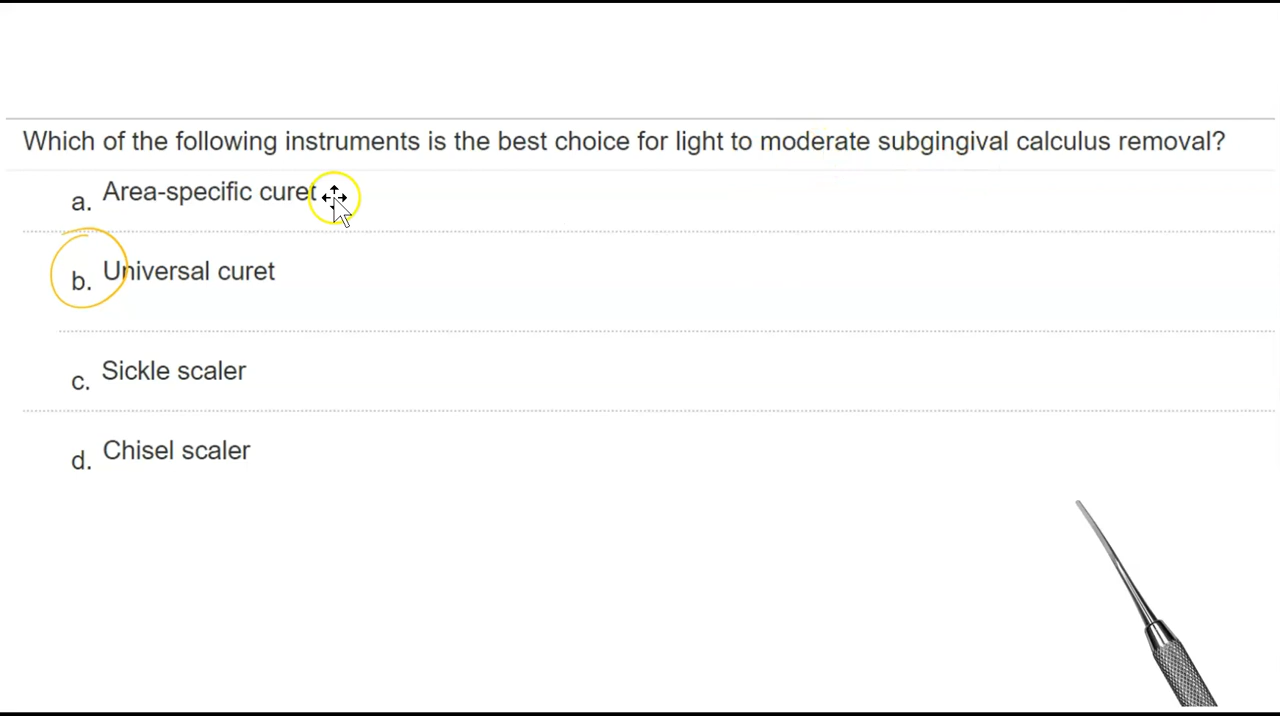 Which of the following instruments is the best choice for light to moderate subgingival calculus removal?
a. Area-specific curet
b. Universal curet
c. Sickle scaler
d. Chisel scaler